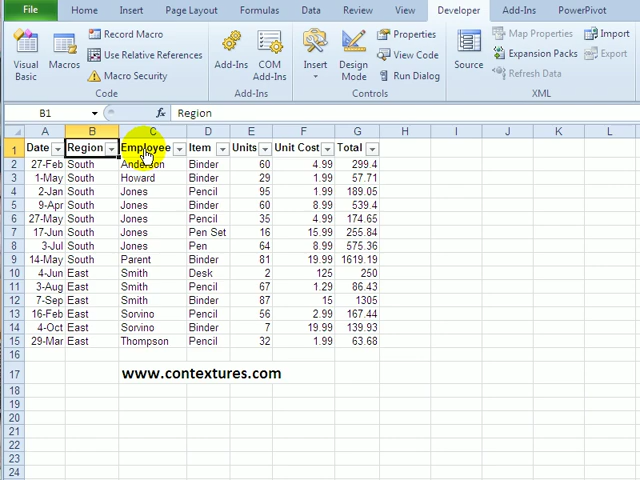 File Home Insert Page Layout Formulas Data Review View Developer Add-Ins PowerPivot
Visual Basic
Macros
Record Macro
Use Relative References
Macro Security
Code
Add-Ins
COM Add-Ins
Add-Ins
Insert
Design Mode
Properties
View Code
Run Dialog
Controls
Source
Map Properties
Expansion Packs
Refresh Data
Import
Export
XML
B1 fx Region
A B C D E F G H I J K L
1 Date Region Employee Item Units Unit Cost Total
2 27-Feb South Anderson Binder 60 4.99 299.4
3 1-May South Howard Binder 29 1.99 57.71
4 2-Jan South Jones Pencil 95 1.99 189.05
5 9-Apr South Jones Binder 60 8.99 539.4
6 27-May South Jones Pencil 35 4.99 174.65
7 17-Jun South Jones Pen Set 16 15.99 255.84
8 3-Jul South Jones Pen 64 8.99 575.36
9 14-May South Parent Binder 81 19.99 1619.19
10 4-Jun East Smith Desk 2 125 250
11 3-Aug East Smith Pencil 67 1.29 86.43
12 7-Sep East Smith Binder 87 15 1305
13 16-Feb East Sorvino Pencil 56 2.99 167.44
14 4-Oct East Sorvino Binder 7 19.99 139.93
15 29-Mar East Thompson Pencil 32 1.99 63.68
16
17 www.contextures.com
18
19
20
21
22
23
24